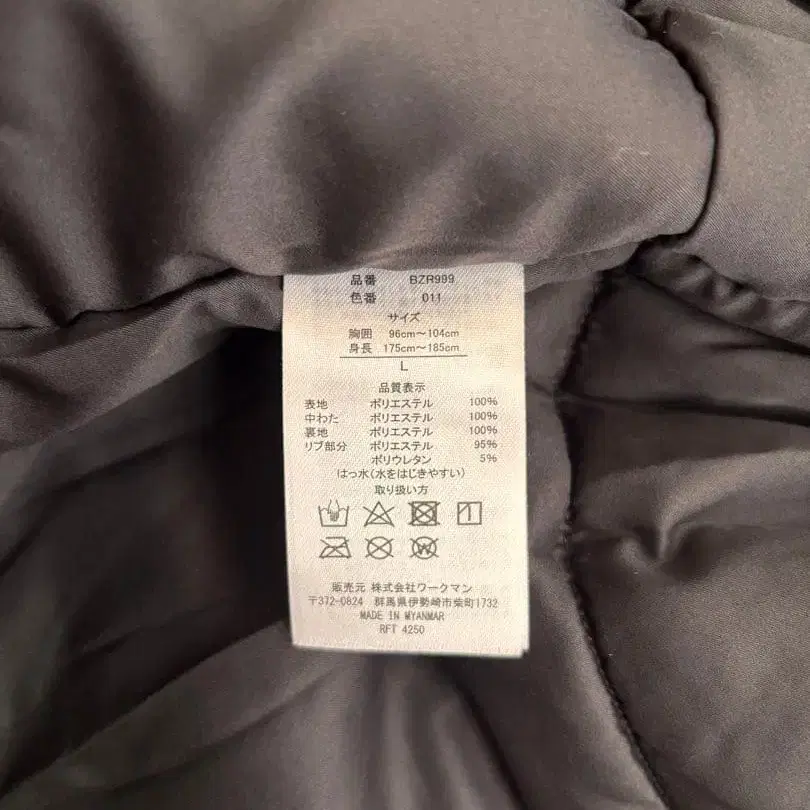 品番 BZR999
色番 011
サイズ
胸囲 96cm～104cm
身長 175cm～185cm
L
品質表示
表地 ポリエステル 100%
中わた ポリエステル 100%
裏地 ポリエステル 100%
リブ部分 ポリエステル 95%
ポリウレタン 5%
はっ水(水をはじきやすい)
取り扱い方
W
販売元 株式会社ワークマン
〒372-0824 群馬県伊勢崎市柴町1732
MADE IN MYANMAR
RFT 4250